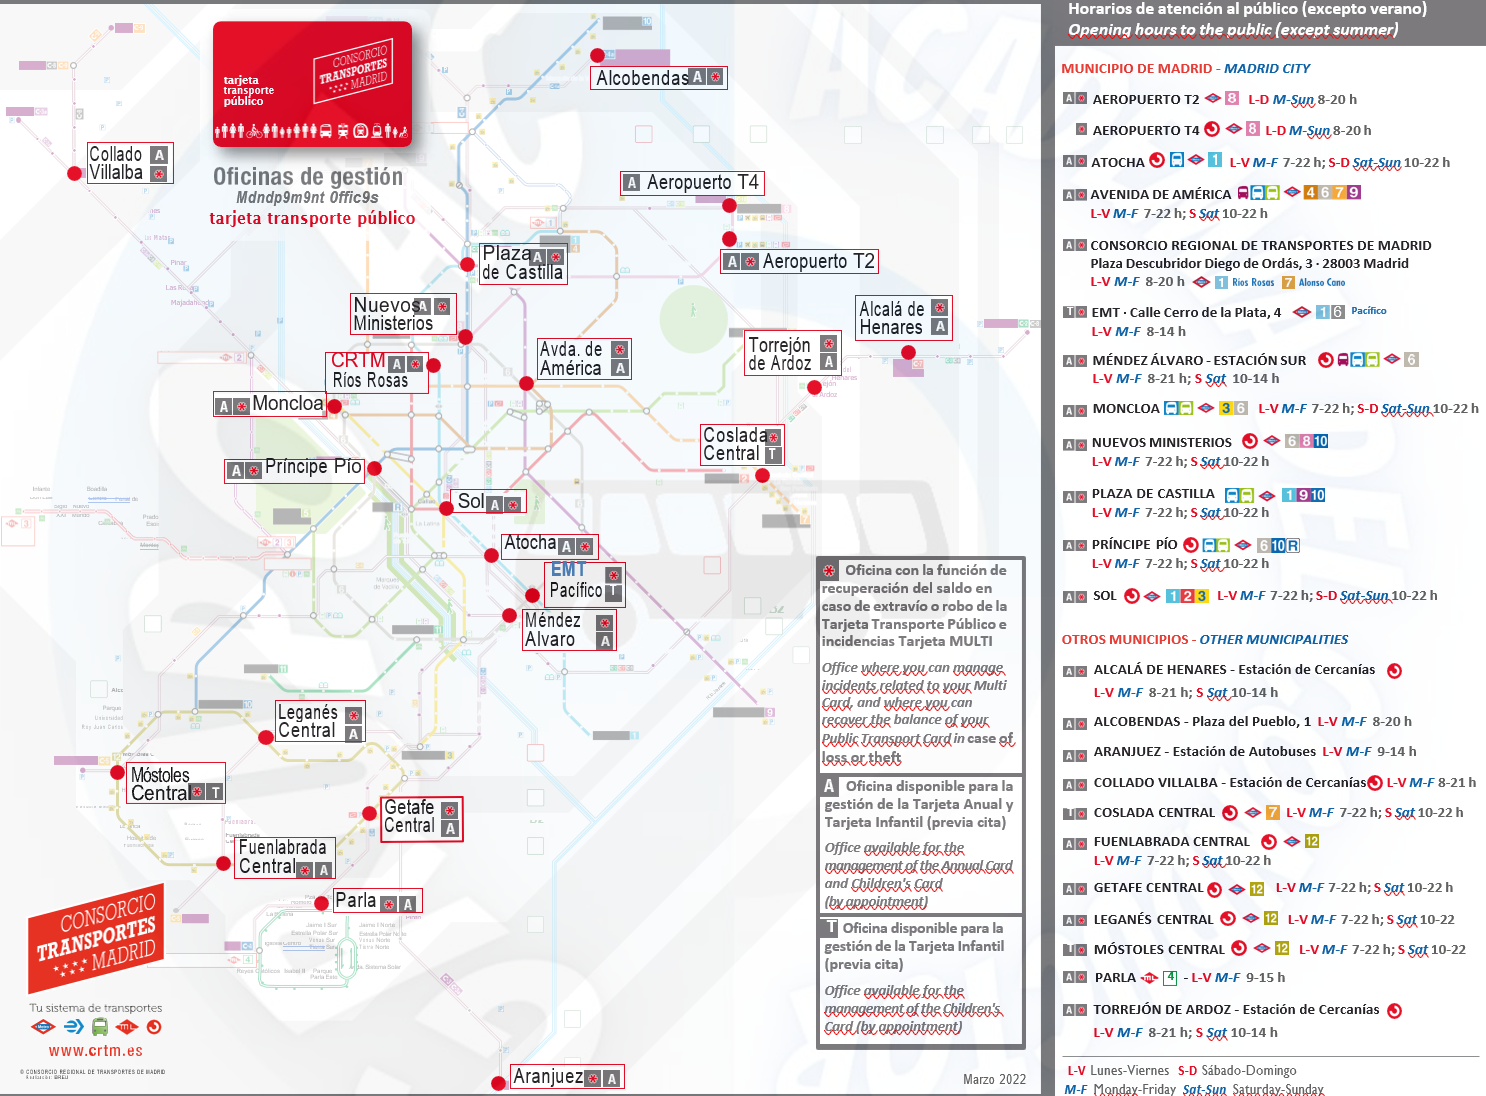 tarjeta
transporte
público
CONSORCIO
TRANSPORTES
MADRID
Oficinas de gestión
Mdndp9m9nt 0ffic9s
tarjeta transporte público
Collado A
Villalba
Alcobendas A
A Aeropuerto T4
A Aeropuerto T2
Plaza A
de Castilla
Nuevos A
Ministerios
CRTM A
Ríos Rosas
A Moncloa
A Príncipe Pío
Avda. de
América A
Torrejón
de Ardoz A
Alcalá de
Henares A
Coslada
Central T
Sol A
Atocha A
EMT
Pacífico T
Méndez
Alvaro A
Leganés
Central A
Móstoles
Central T
Getafe
Central A
Fuenlabrada
Central A
Parla A
Aranjuez A
CONSORCIO
TRANSPORTES
MADRID
Tu sistema de transportes
www.crtm.es
© CONSORCIO REGIONAL DE TRANSPORTES DE MADRID
Oficina con la función de
recuperación del saldo en
caso de extravío o robo de la
Tarjeta Transporte Público e
incidencias Tarjeta MULTI
Office where you can manage
incidents related to your Multi
Card, and where you can
recover the balance of your
Public Transport Card in case of
loss or theft
A Oficina disponible para la
gestión de la Tarjeta Anual y
Tarjeta Infantil (previa cita)
Office available for the
management of the Annual Card
and Children's Card
(by appointment)
T Oficina disponible para la
gestión de la Tarjeta Infantil
(previa cita)
Office available for the
management of the Children's
Card (by appointment)
Marzo 2022
Horarios de atención al público (excepto verano)
Opening hours to the public (except summer)
MUNICIPIO DE MADRID - MADRID CITY
A AEROPUERTO T2 8 L-D M-Sun 8-20 h
AEROPUERTO T4 8 L-D M-Sun 8-20 h
A ATOCHA 1 L-V M-F 7-22 h; S-D Sat-Sun 10-22 h
A AVENIDA DE AMÉRICA 4 6 7 9
L-V M-F 7-22 h; S Sat 10-22 h
A CONSORCIO REGIONAL DE TRANSPORTES DE MADRID
Plaza Descubridor Diego de Ordás, 3 · 28003 Madrid
L-V M-F 8-20 h 1 Ríos Rosas 7 Alonso Cano
T EMT · Calle Cerro de la Plata, 4 1 6 Pacífico
L-V M-F 8-14 h
A MÉNDEZ ÁLVARO - ESTACIÓN SUR 6
L-V M-F 8-21 h; S Sat 10-14 h
A MONCLOA 3 6 L-V M-F 7-22 h; S-D Sat-Sun 10-22 h
A NUEVOS MINISTERIOS 6 8 10
L-V M-F 7-22 h; S Sat 10-22 h
A PLAZA DE CASTILLA 1 9 10
L-V M-F 7-22 h; S Sat 10-22 h
A PRÍNCIPE PÍO 6 10 R
L-V M-F 7-22 h; S Sat 10-22 h
A SOL 1 2 3 L-V M-F 7-22 h; S-D Sat-Sun 10-22 h
OTROS MUNICIPIOS - OTHER MUNICIPALITIES
A ALCALÁ DE HENARES - Estación de Cercanías
L-V M-F 8-21 h; S Sat 10-14 h
A ALCOBENDAS - Plaza del Pueblo, 1 L-V M-F 8-20 h
A ARANJUEZ - Estación de Autobuses L-V M-F 9-14 h
A COLLADO VILLALBA - Estación de Cercanías L-V M-F 8-21 h
T COSLADA CENTRAL 7 L-V M-F 7-22 h; S Sat 10-22 h
A FUENLABRADA CENTRAL 12
L-V M-F 7-22 h; S Sat 10-22 h
A GETAFE CENTRAL 12 L-V M-F 7-22 h; S Sat 10-22 h
A LEGANÉS CENTRAL 12 L-V M-F 7-22 h; S Sat 10-22
T MÓSTOLES CENTRAL 12 L-V M-F 7-22 h; S Sat 10-22
A PARLA 4 - L-V M-F 9-15 h
A TORREJÓN DE ARDOZ - Estación de Cercanías
L-V M-F 8-21 h; S Sat 10-14 h
L-V Lunes-Viernes S-D Sábado-Domingo
M-F Monday-Friday Sat-Sun Saturday-Sunday